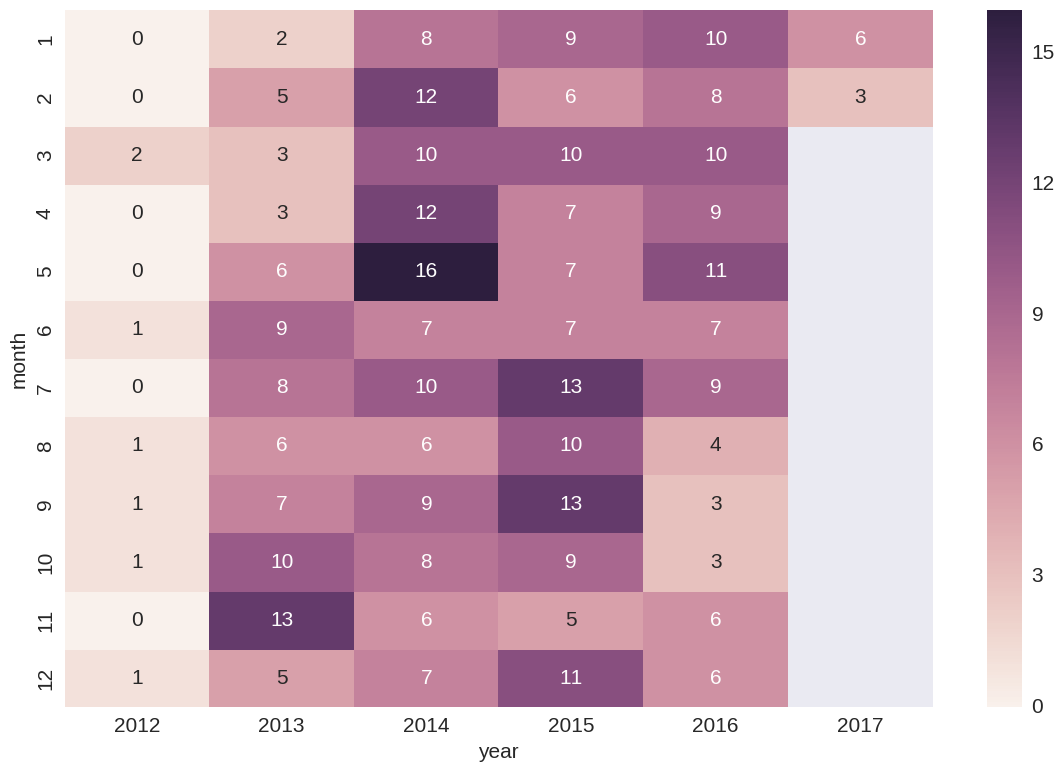 1 0 2 8 9 10 6
2 0 5 12 6 8 3
3 2 3 10 10 10
4 0 3 12 7 9
5 0 6 16 7 11
6 1 9 7 7 7
7 0 8 10 13 9
8 1 6 6 10 4
9 1 7 9 13 3
10 1 10 8 9 3
11 0 13 6 5 6
12 1 5 7 11 6
month
2012 2013 2014 2015 2016 2017
year
15
12
9
6
3
0